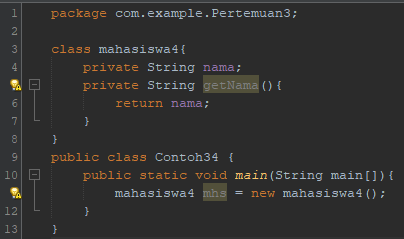 1 package com.example.Pertemuan3;
2
3 class mahasiswa4{
4 private String nama;
5 private String getNama(){
6 return nama;
7 }
8 }
9 public class Contoh34 {
10 public static void main(String main[]){
mahasiswa4 mhs = new mahasiswa4();
12 }
13 }